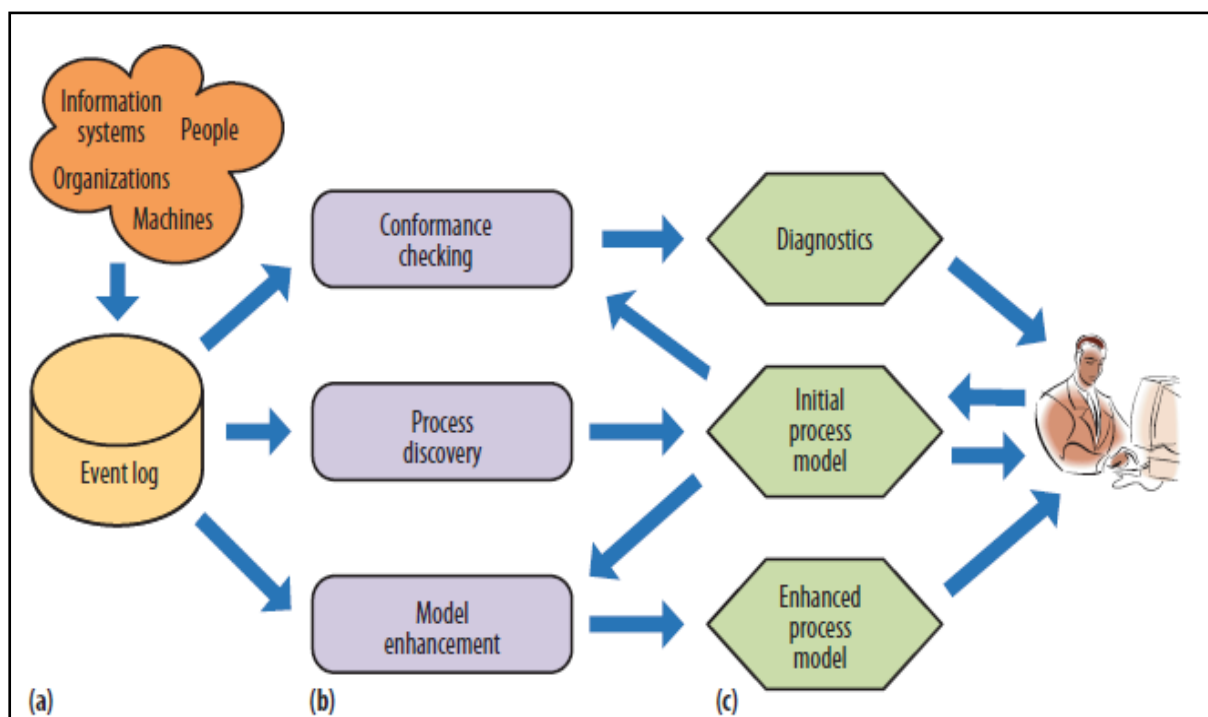 Information
systems
People
Organizations
Machines
Event log
Conformance
checking
Process
discovery
Model
enhancement
Diagnostics
Initial
process
model
Enhanced
process
model
(a)
(b)
(c)